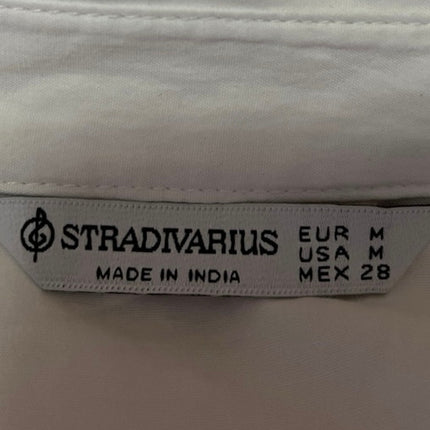 STRADIVARIUS
MADE IN INDIA
EUR M
USA M
MEX 28